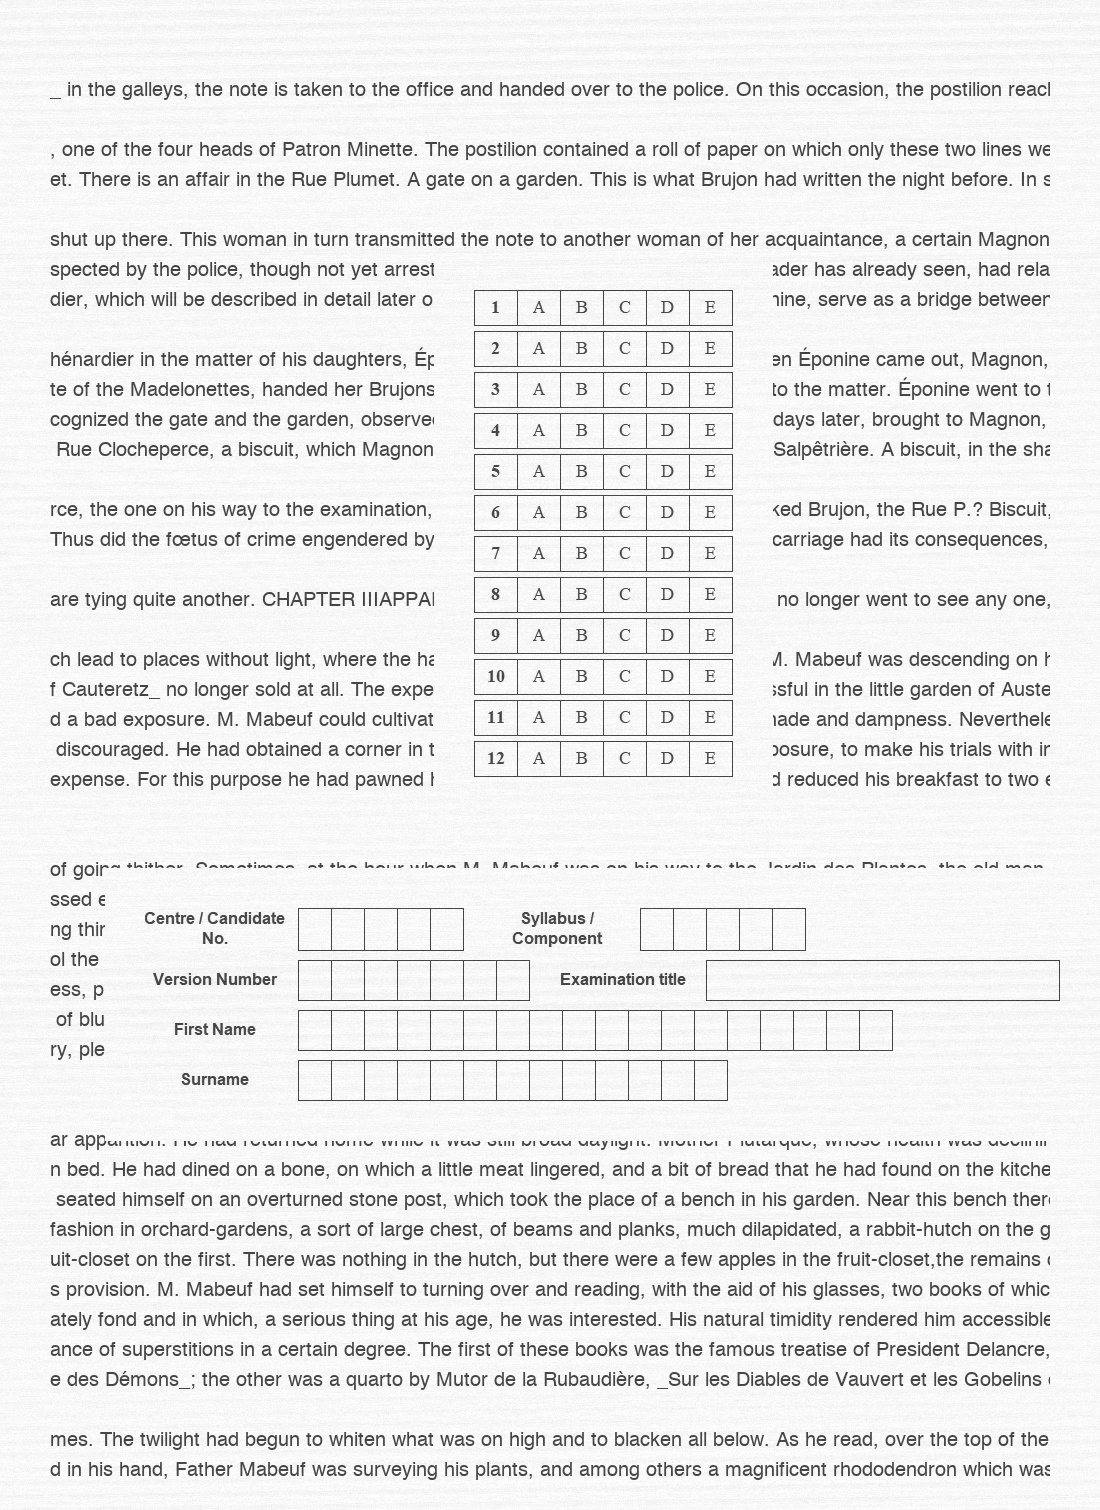 _ in the galleys, the note is taken to the office and handed over to the police. On this occasion, the postilion
, one of the four heads of Patron Minette. The postilion contained a roll of paper on which only these two lines
et. There is an affair in the Rue Plumet. A gate on a garden. This is what Brujon had written the night before. In
shut up there. This woman in turn transmitted the note to another woman of her acquaintance, a certain Magnon
spected by the police, though not yet arrest
ader has already seen, had rela
dier, which will be described in detail later o
nine, serve as a bridge between
hénardier in the matter of his daughters, Ép
en Éponine came out, Magnon,
te of the Madelonettes, handed her Brujons
to the matter. Éponine went to
cognized the gate and the garden, observe
days later, brought to Magnon,
Rue Clocheperce, a biscuit, which Magnon
Salpêtrière. A biscuit, in the sha
rce, the one on his way to the examination,
ked Brujon, the Rue P.? Biscuit,
Thus did the fœtus of crime engendered by
carriage had its consequences,
are tying quite another. CHAPTER IIIAPPA
no longer went to see any one,
ch lead to places without light, where the ha
M. Mabeuf was descending on
f Cauteretz_ no longer sold at all. The expe
ssful in the little garden of Auste
d a bad exposure. M. Mabeuf could cultivat
ade and dampness. Neverthele
discouraged. He had obtained a corner in
posure, to make his trials with
expense. For this purpose he had pawned
d reduced his breakfast to two
1 A B C D E
2 A B C D E
3 A B C D E
4 A B C D E
5 A B C D E
6 A B C D E
7 A B C D E
8 A B C D E
9 A B C D E
10 A B C D E
11 A B C D E
12 A B C D E
of going thither. Sometimes, at the hour when M. Mabeuf was on his way to the Jardin des Plantes, the old man
ssed
ng thin
ol the
ess, p
of blu
ry, ple
Centre / Candidate No.
Syllabus / Component
Version Number
Examination title
First Name
Surname
ar apparition. He had returned home while it was still broad daylight. Mother Plutarque, whose health was
n bed. He had dined on a bone, on which a little meat lingered, and a bit of bread that he had found on the kitche
seated himself on an overturned stone post, which took the place of a bench in his garden. Near this bench
fashion in orchard-gardens, a sort of large chest, of beams and planks, much dilapidated, a rabbit-hutch on the g
uit-closet on the first. There was nothing in the hutch, but there were a few apples in the fruit-closet,the remains
s provision. M. Mabeuf had set himself to turning over and reading, with the aid of his glasses, two books of whic
ately fond and in which, a serious thing at his age, he was interested. His natural timidity rendered him accessible
ance of superstitions in a certain degree. The first of these books was the famous treatise of President Delancre,
e des Démons_; the other was a quarto by Mutor de la Rubaudière, _Sur les Diables de Vauvert et les Gobelins
mes. The twilight had begun to whiten what was on high and to blacken all below. As he read, over the top of the
d in his hand, Father Mabeuf was surveying his plants, and among others a magnificent rhododendron which was